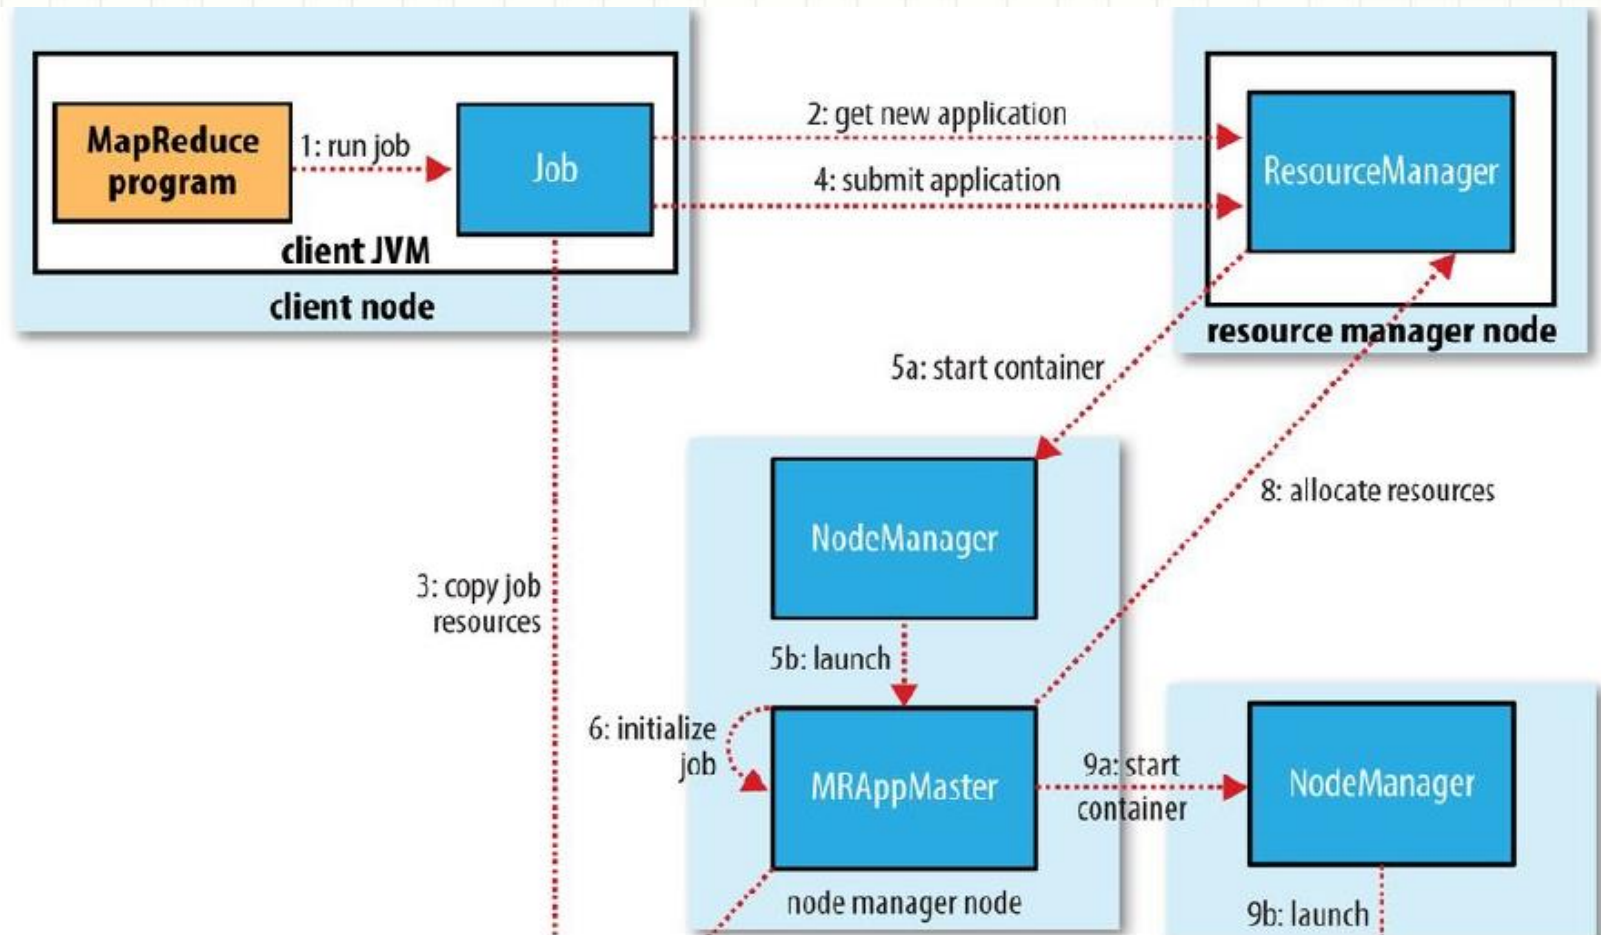 MapReduce
program
1: run job
Job
client JVM
client node
2: get new application
4: submit application
ResourceManager
resource manager node
5a: start container
8: allocate resources
3: copy job
resources
NodeManager
5b: launch
6: initialize
job
MRAppMaster
node manager node
9a: start
container
NodeManager
9b: launch